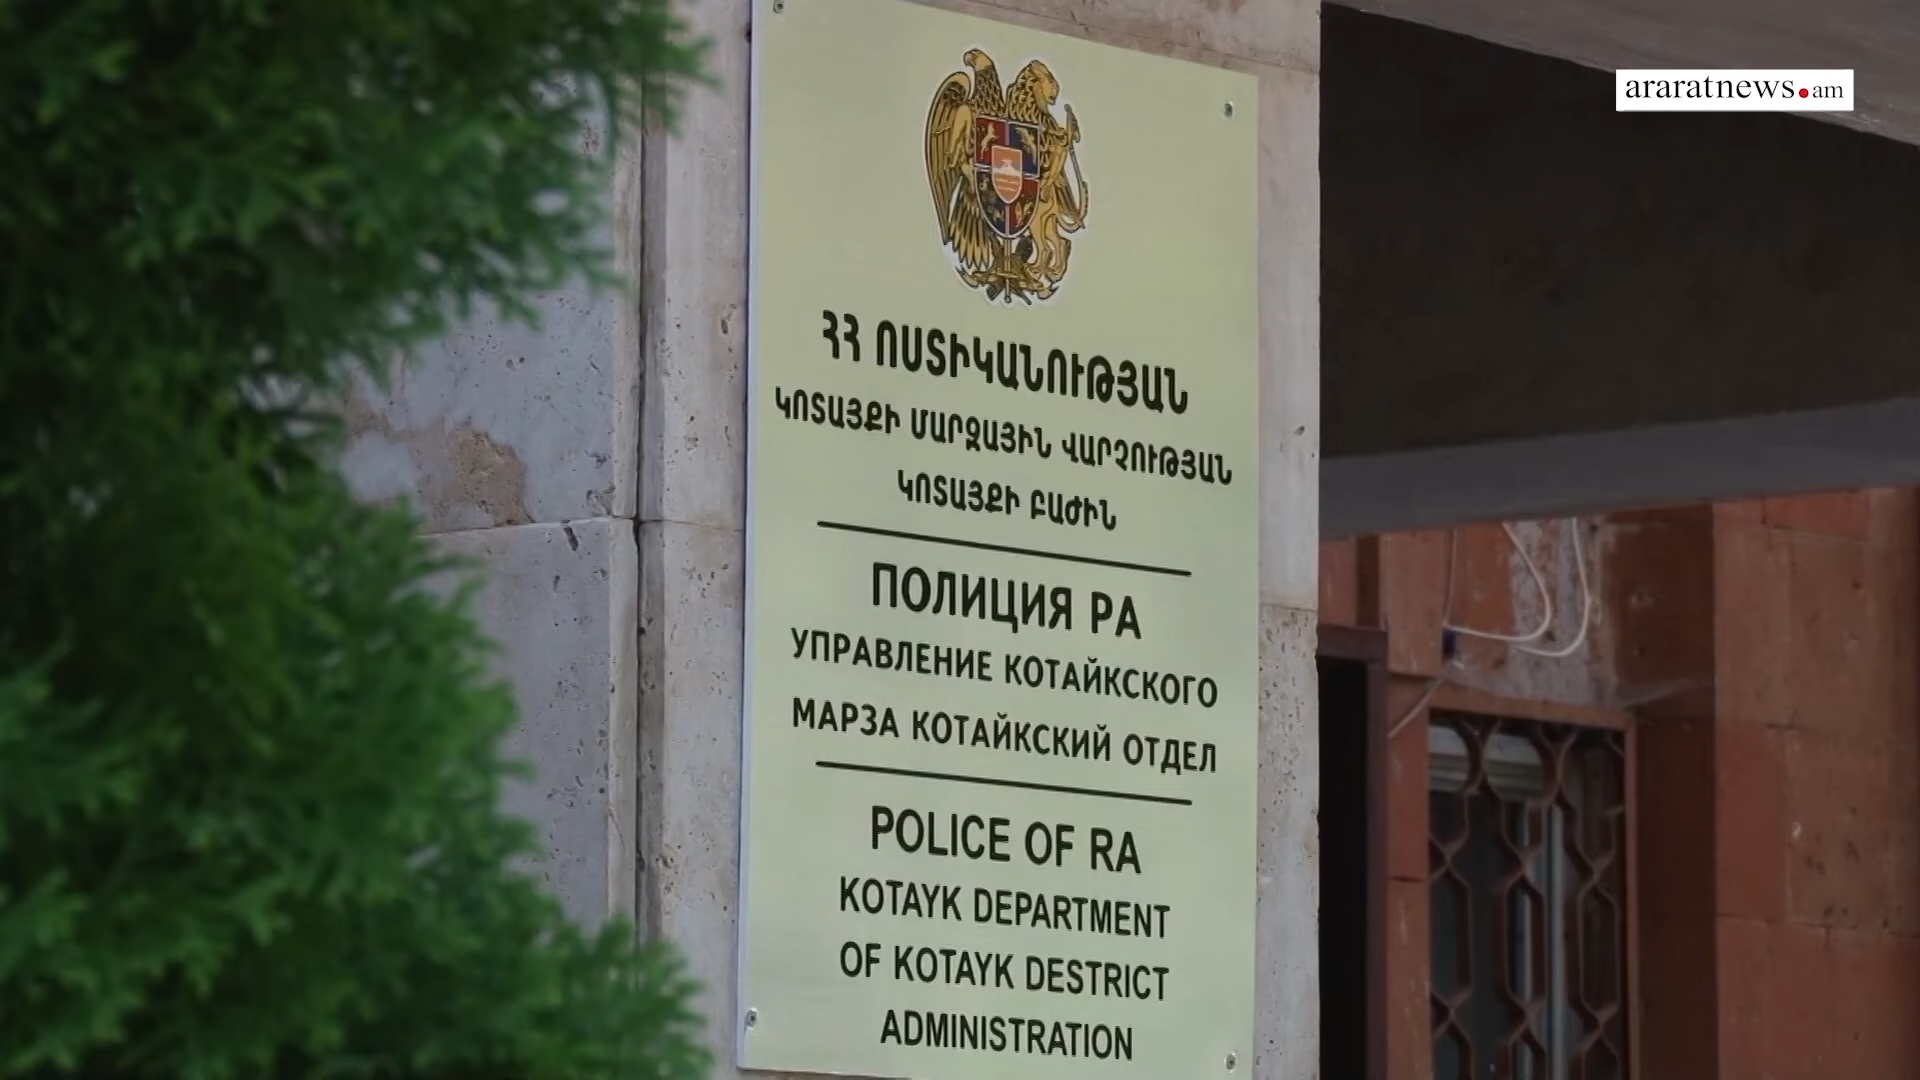 araratnews.am
ՀՀ ՈՍՏԻԿԱՆՈՒԹՅԱՆ
ԿՈՏԱՅՔԻ ՄԱՐԶԱՅԻՆ ՎԱՐՉՈՒԹՅԱՆ
ԿՈՏԱՅՔԻ ԲԱԺԻՆ
ПОЛИЦИЯ РА
УПРАВЛЕНИЕ КОТАЙКСКОГО
МАРЗА КОТАЙКСКИЙ ОТДЕЛ
POLICE OF RA
KOTAYK DEPARTMENT
OF KOTAYK DESTRICT
ADMINISTRATION